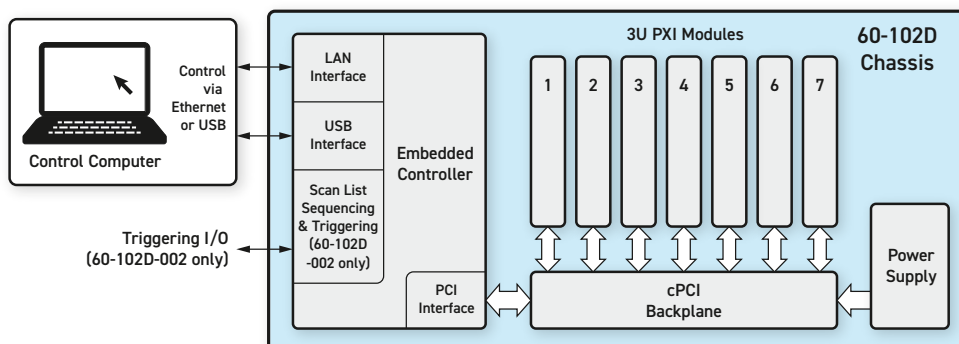 Control
via
Ethernet
or USB
Control Computer
Triggering I/O
(60-102D-002 only)
LAN
Interface
USB
Interface
Scan List
Sequencing
& Triggering
(60-102D
-002 only)
Embedded
Controller
PCI
Interface
3U PXI Modules
1 2 3 4 5 6 7
60-102D
Chassis
cPCI
Backplane
Power
Supply